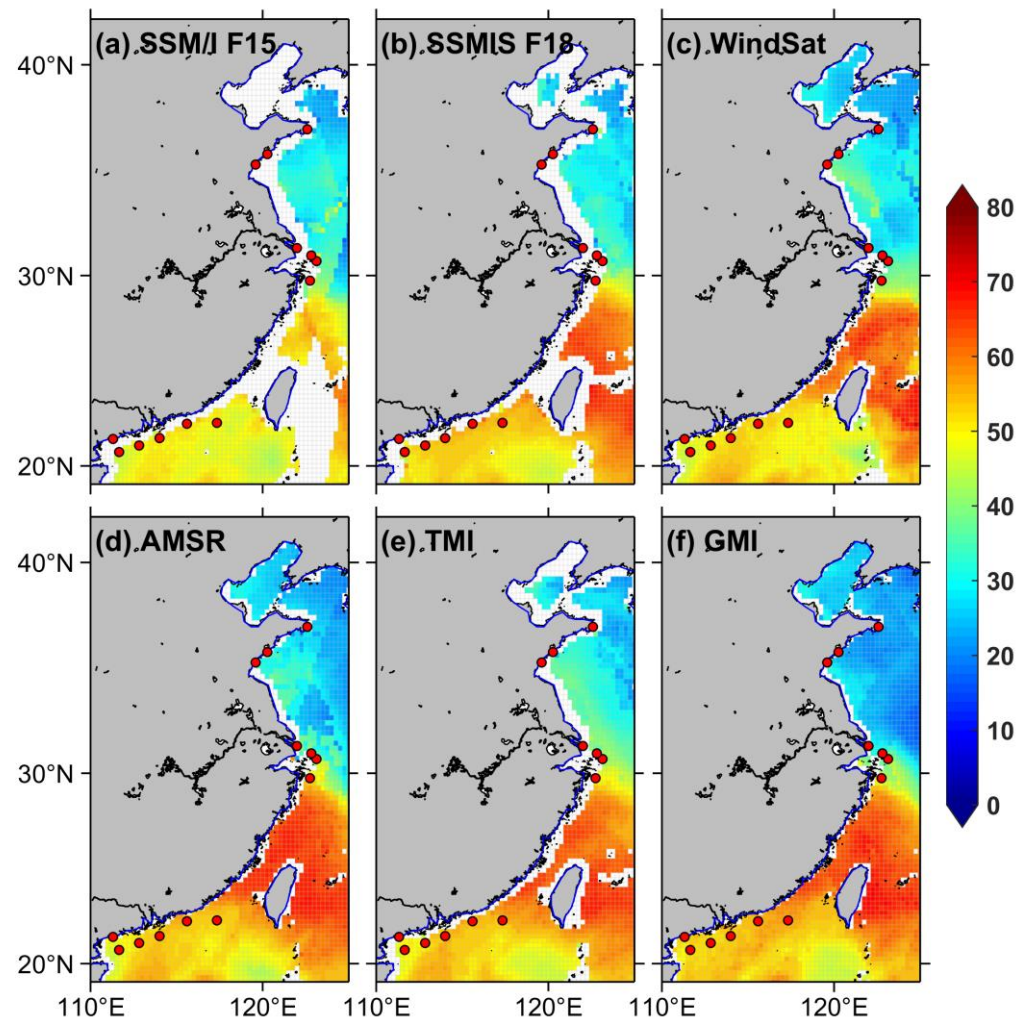 (a) SSM/I F15
(b) SSMIS F18
(c) WindSat
40°N
30°N
20°N
80
70
60
50
40
30
20
10
0
(d) AMSR
(e) TMI
(f) GMI
40°N
30°N
20°N
110°E
120°E
110°E
120°E
110°E
120°E